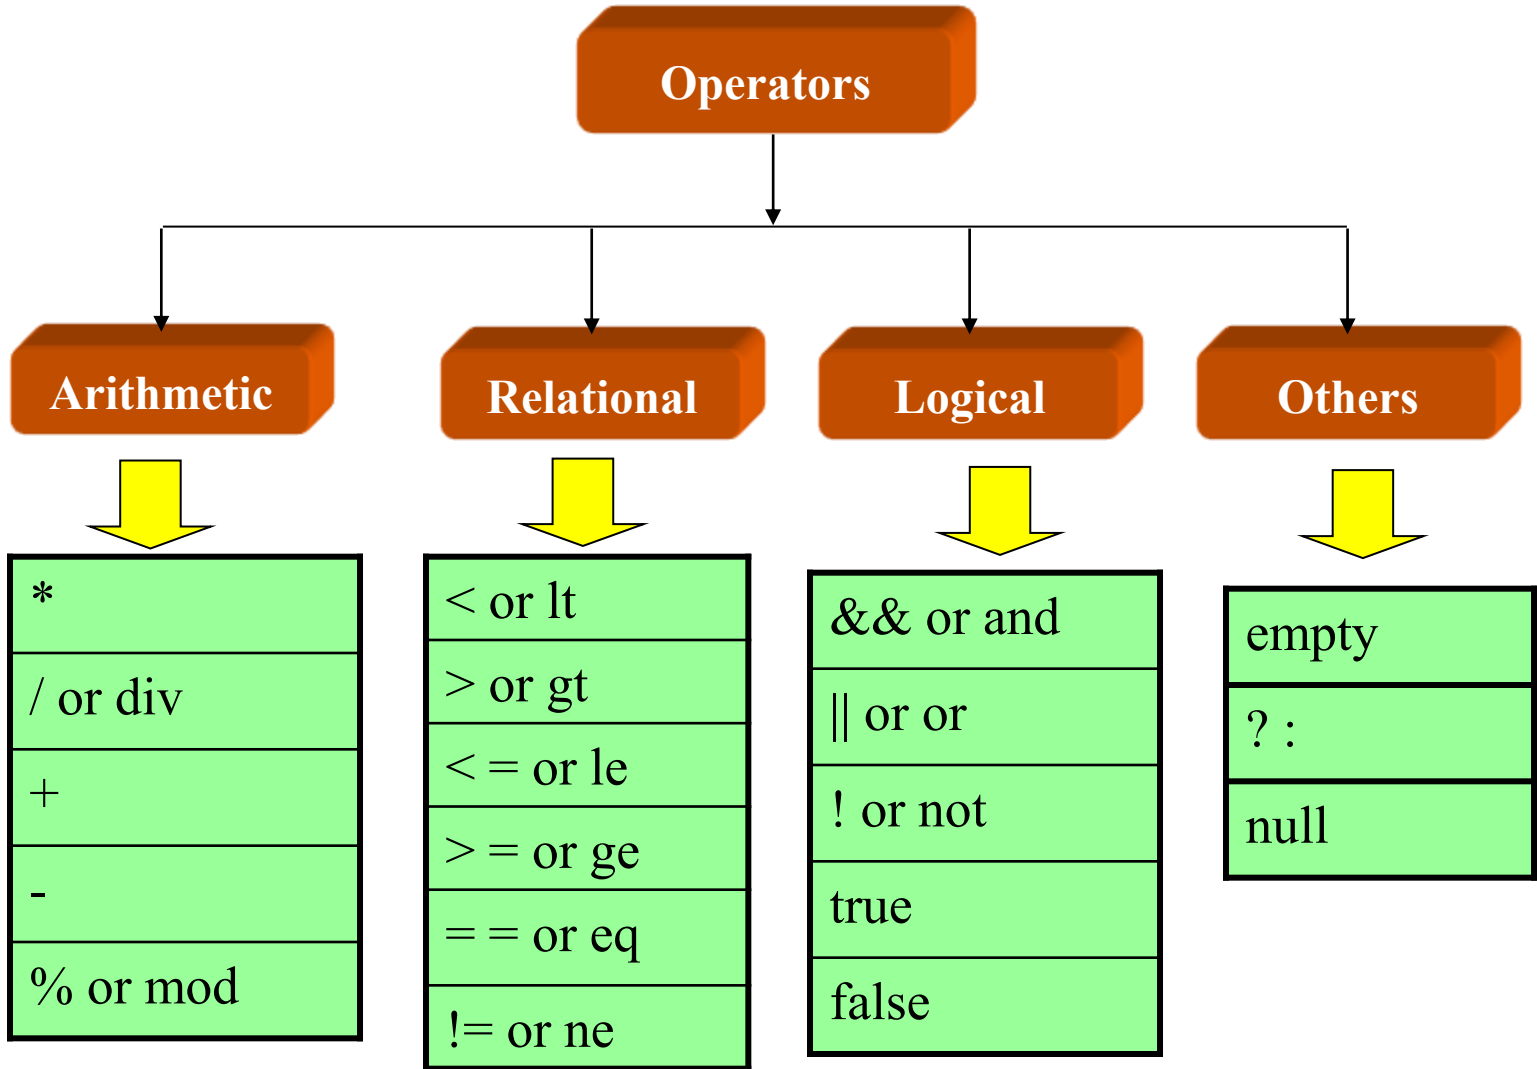 Operators
Arithmetic
Relational
Logical
Others
*
/ or div
+
-
% or mod
< or lt
> or gt
< = or le
> = or ge
= = or eq
!= or ne
&& or and
|| or or
! or not
true
false
empty
? :
null